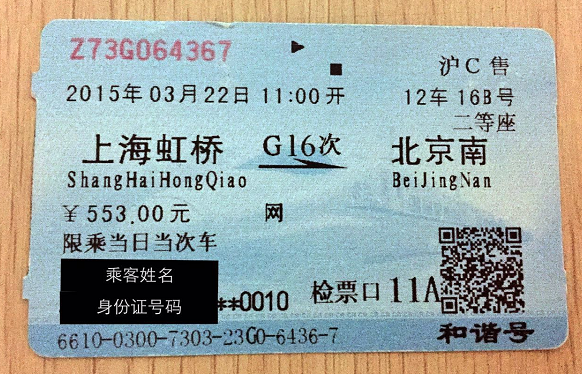 Z73G064367
沪C售
2015年03月22日 11:00开 12车 16B号
二等座
上海虹桥 G16次 北京南
ShangHaiHongQiao BeiJingNan
¥553.00元 网
限乘当日当次车
乘客姓名
身份证号码
**0010 检票口 11A
6610-0300-7303-23G0-6436-7 和谐号